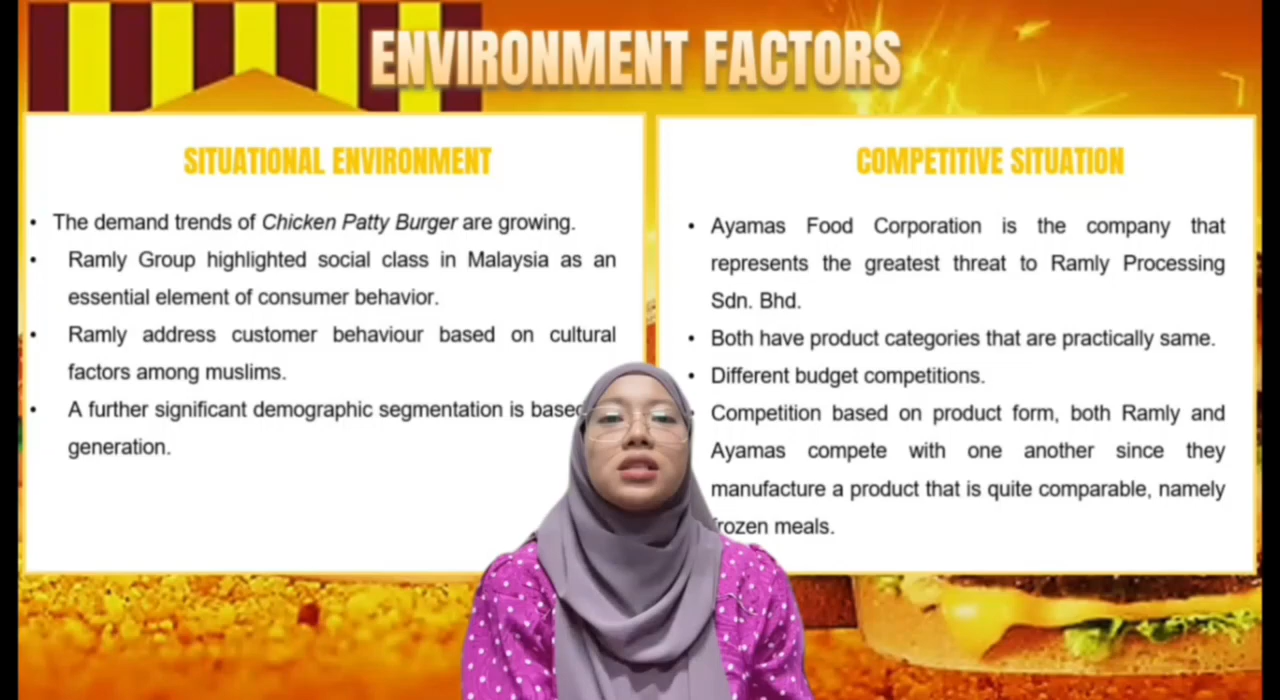 ENVIRONMENT FACTORS
SITUATIONAL ENVIRONMENT
• The demand trends of Chicken Patty Burger are growing.
• Ramly Group highlighted social class in Malaysia as an
essential element of consumer behavior.
• Ramly address customer behaviour based on cultural
factors among muslims.
• A further significant demographic segmentation is based
generation.
COMPETITIVE SITUATION
• Ayamas Food Corporation is the company that
represents the greatest threat to Ramly Processing
Sdn. Bhd.
• Both have product categories that are practically same.
• Different budget competitions.
• Competition based on product form, both Ramly and
Ayamas compete with one another since they
manufacture a product that is quite comparable, namely
frozen meals.